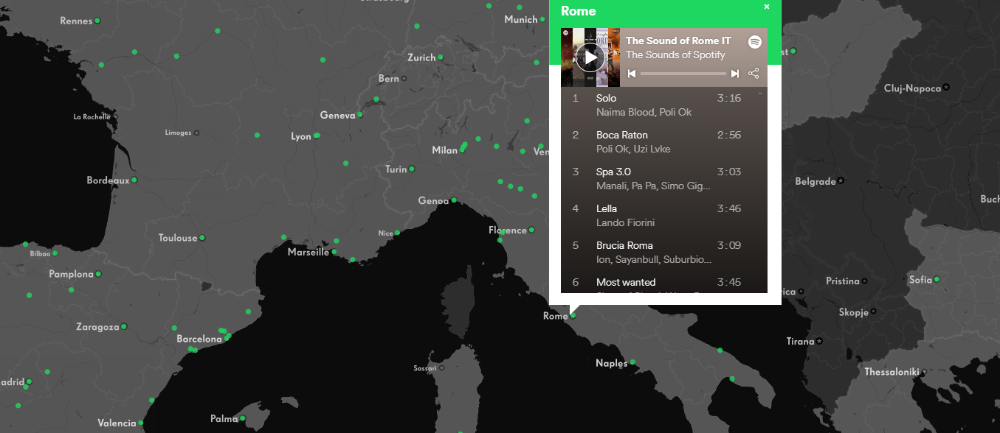 Strasbourg
Rennes
Munich
Zurich
Bern
Geneva
La Rochelle
Limoges
Lyon
Milan
Ven
Turin
Bordeaux
Genoa
Nice
Florence
Toulouse
Marseille
Bilbao
Pamplona
Zaragoza
Barcelona
adrid
Valencia
Palma
Sassari
Rome
Naples
Rome
×
The Sound of Rome IT
The Sounds of Spotify
1 Solo 3:16
Naima Blood, Poli Ok
2 Boca Raton 2:56
Poli Ok, Uzi Lvke
3 Spa 3.0 3:03
Manali, Pa Pa, Simo Gig...
4 Lella 3:46
Lando Fiorini
5 Brucia Roma 3:09
Ion, Sayanbull, Suburbio...
6 Most wanted 3:45
st
Cluj-Napoca
Belgrade
Buch
Pristina
Sofia
rica
Skopje
Tirana
Thessaloniki